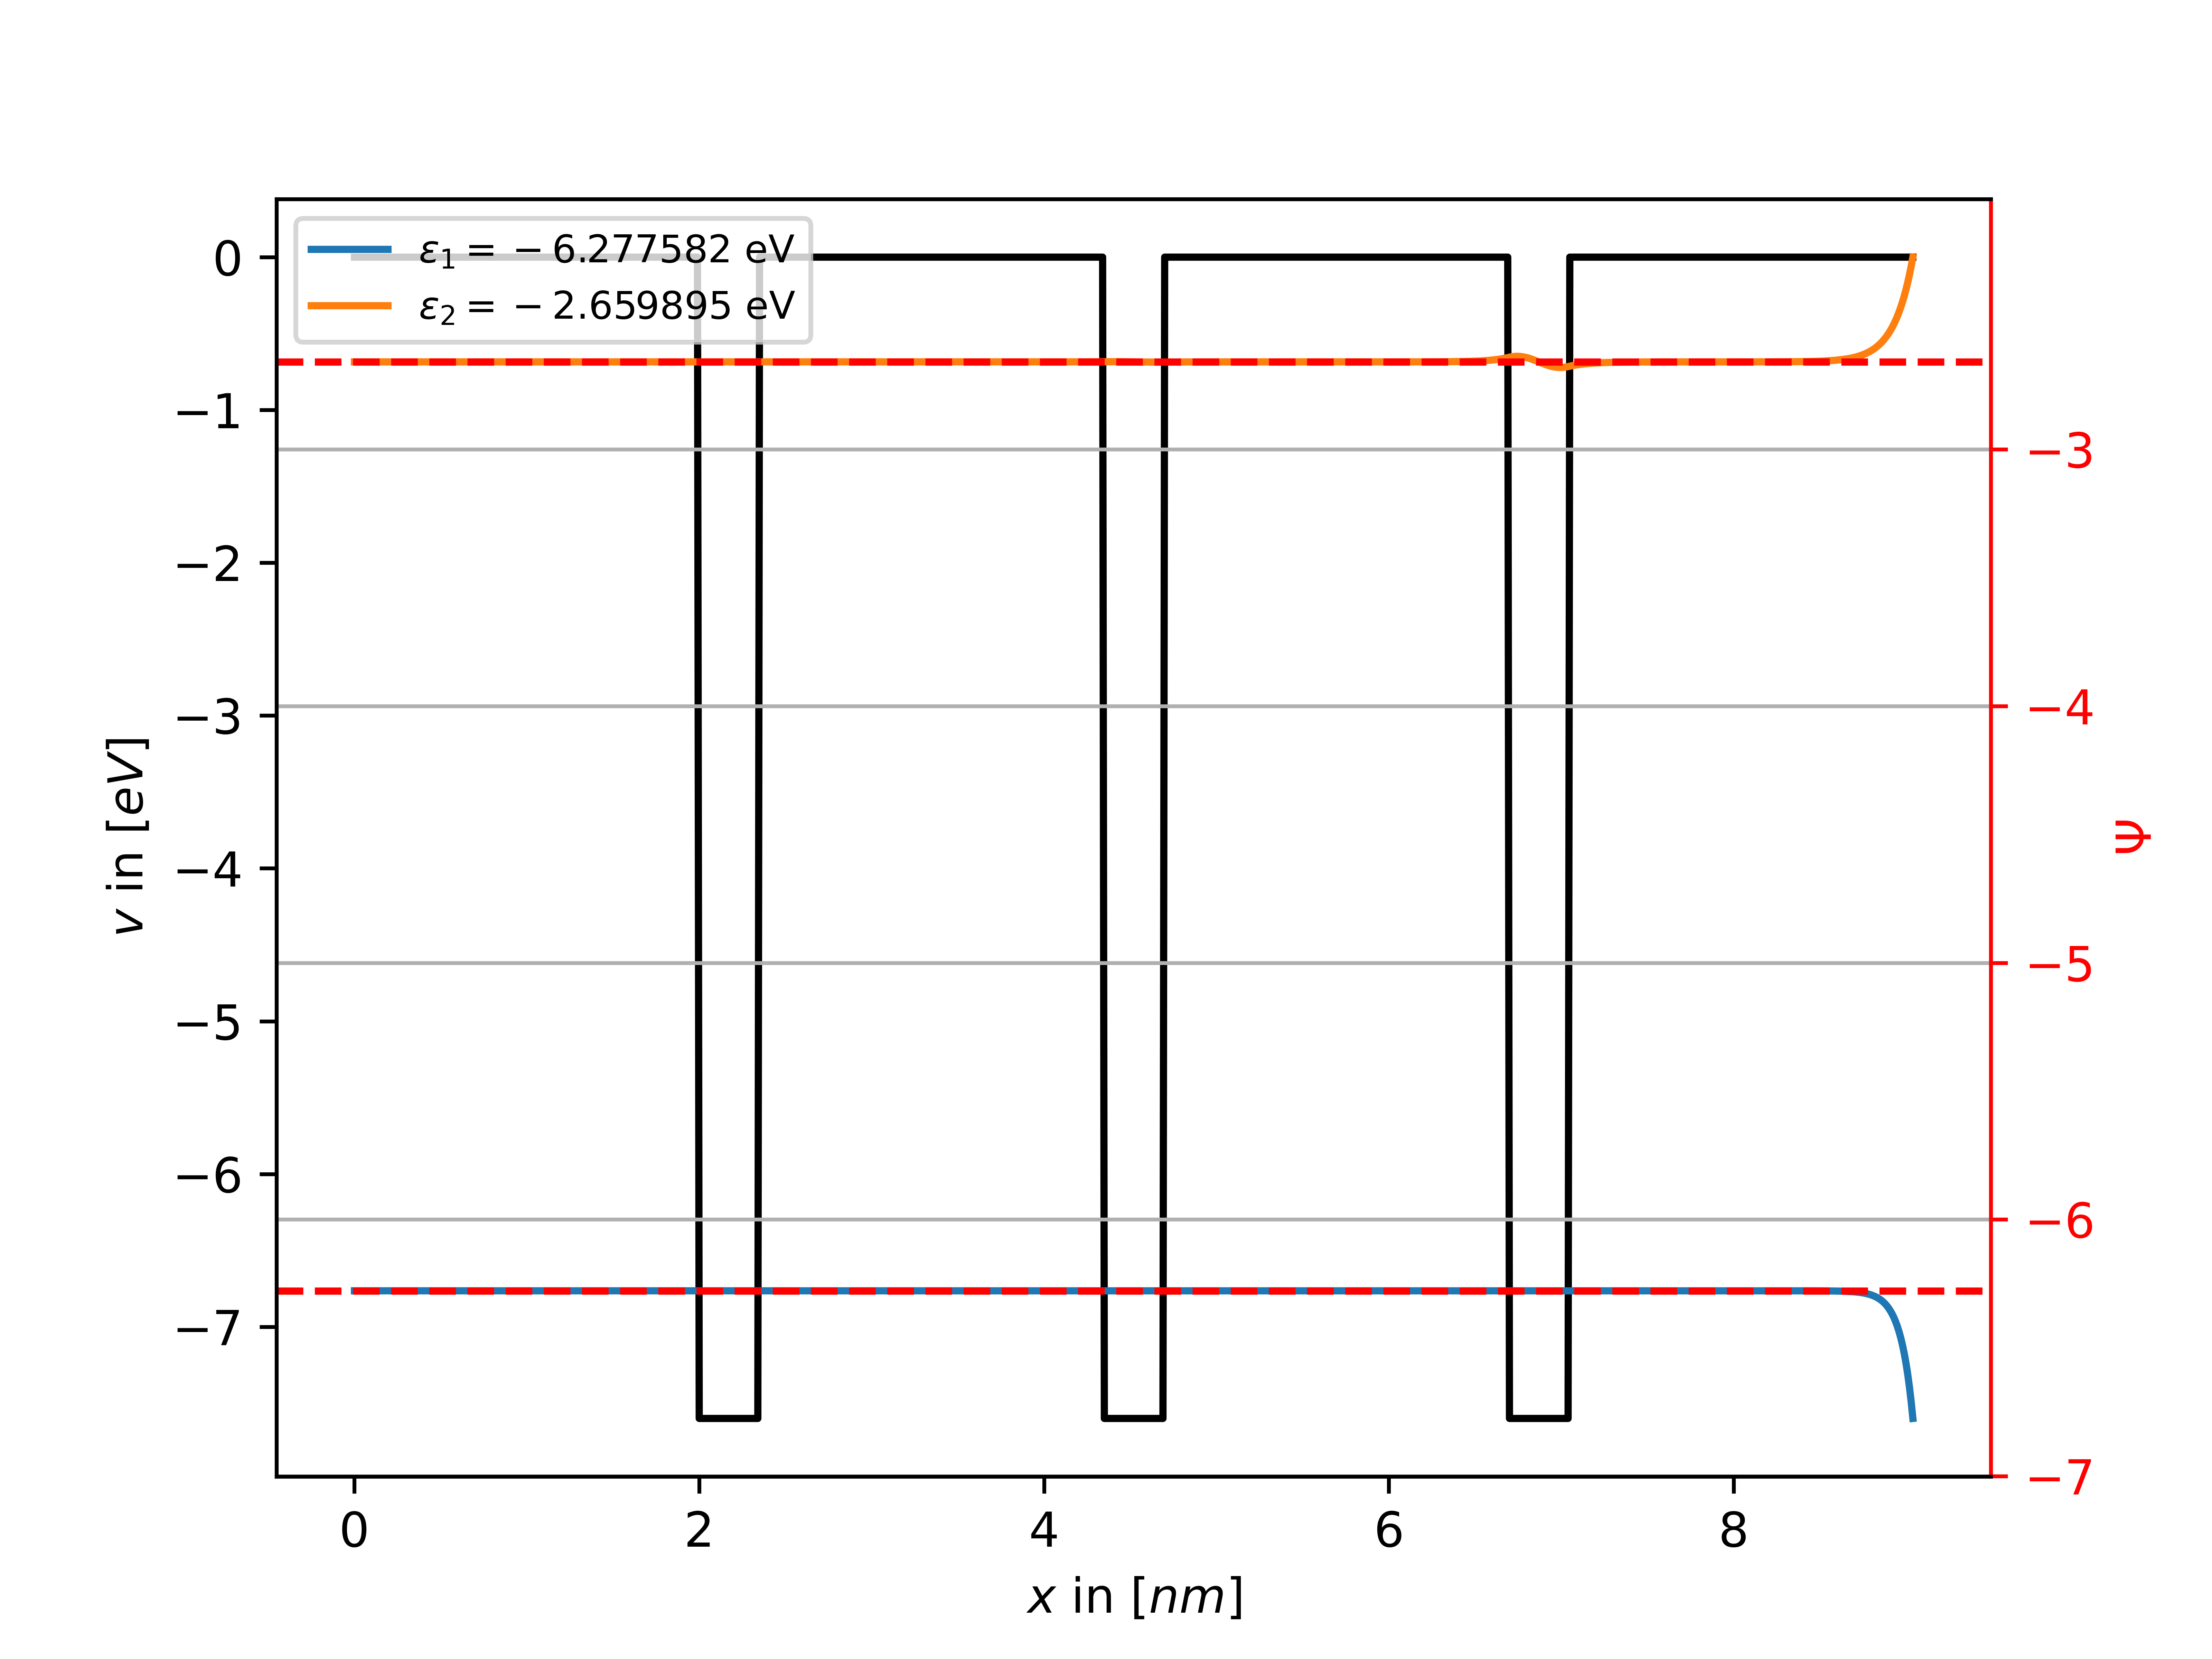 ε₁ = − 6.277582 eV
ε₂ = − 2.659895 eV
0
−1
−2
−3
−4
−5
−6
−7
v in [eV]
−3
−4
−5
−6
−7
Ψ
0 2 4 6 8
x in [nm]